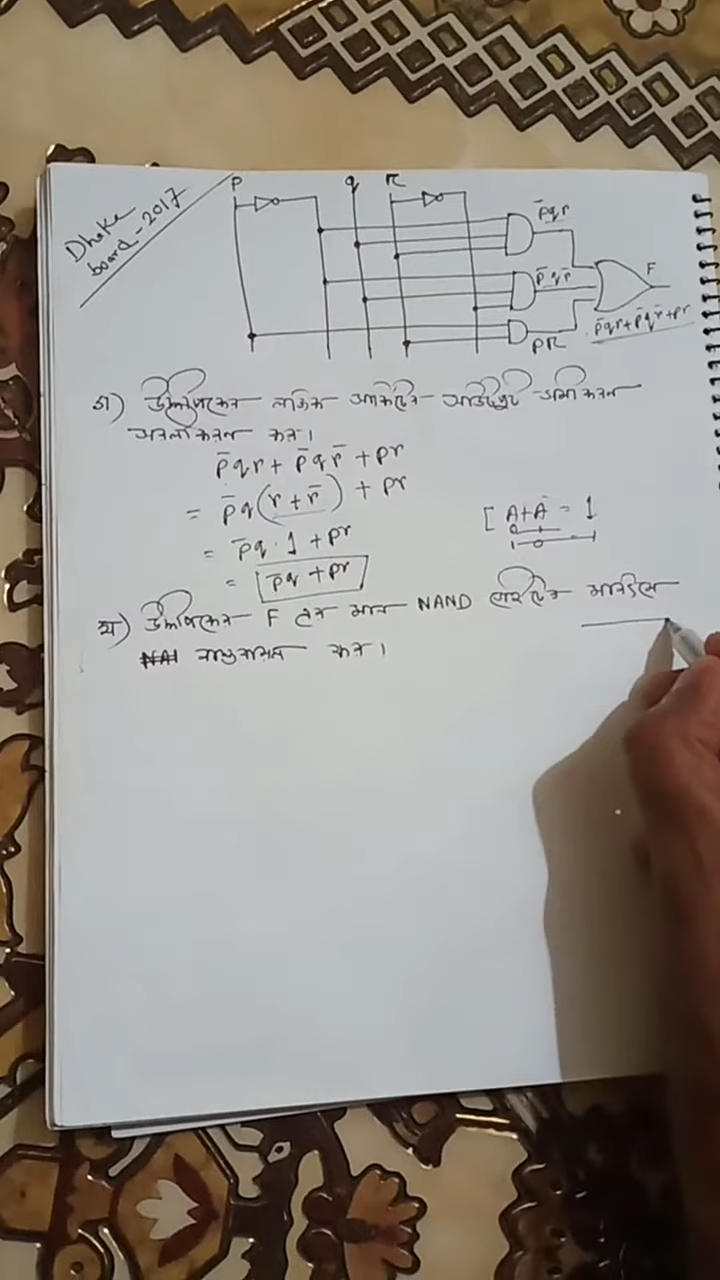 Dhaka
board-2017
P q R
p̄qr
p̄qr̄
F
PR
p̄qr+p̄qr̄+pr
গ) উদ্দীপকের লজিক সার্কিটের আউটপুট সমীকরণ
সরলীকরণ কর।
p̄qr + p̄qr̄ + pr
= p̄q(r+r̄) + pr
[A+Ā = 1
= p̄q·1 + pr
= p̄q + pr
ঘ) উদ্দীপকের F এর মান NAND গেইটের সাহায্যে
বাস্তবায়ন কর।